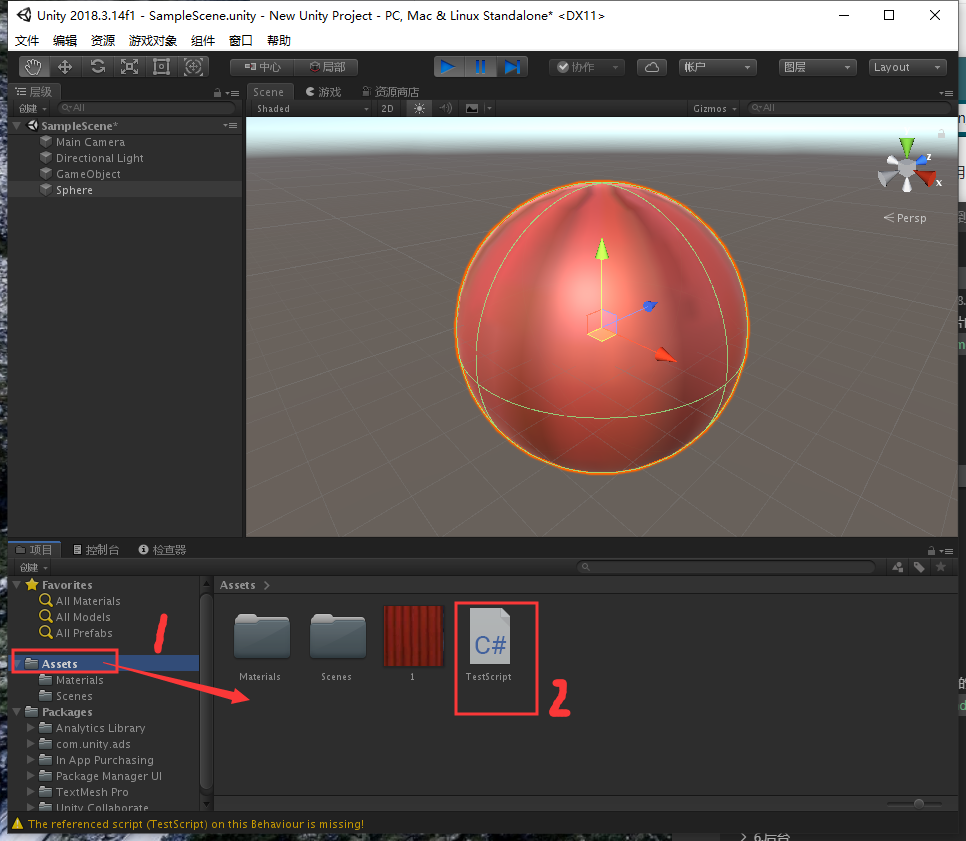 Unity 2018.3.14f1 - SampleScene.unity - New Unity Project - PC, Mac & Linux Standalone* <DX11>
文件 编辑 资源 游戏对象 组件 窗口 帮助
中心 局部 协作 帐户 图层 Layout
层级 Scene 游戏 资源商店
创建 All Shaded 2D Gizmos All
SampleScene*
Main Camera
Directional Light
GameObject
Sphere
z
x
Persp
项目 控制台 检查器
创建
Favorites
All Materials
All Models
All Prefabs
Assets
Materials
Scenes
Packages
Analytics Library
com.unity.ads
In App Purchasing
Package Manager UI
TextMesh Pro
Unity Collaborate
Assets
C#
Materials Scenes 1 TestScript
1
2
The referenced script (TestScript) on this Behaviour is missing!
6.后台